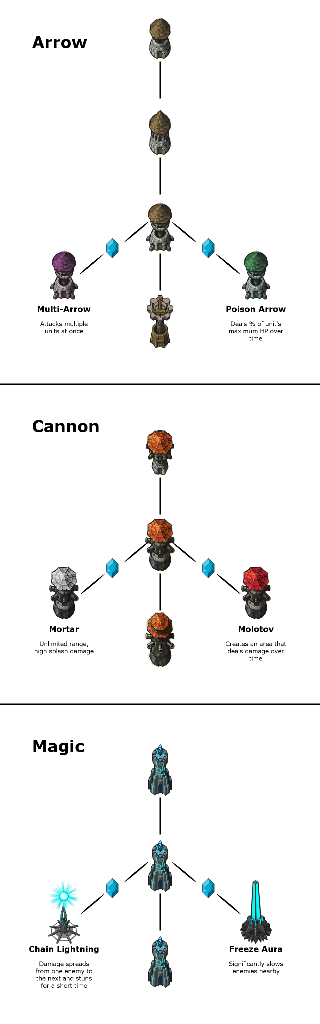 Arrow
Multi-Arrow
Attacks multiple
units at once
Poison Arrow
Deals % of unit's
maximum HP over
time
Cannon
Mortar
Unlimited range,
high splash damage
Molotov
Creates an area that
deals damage over
time
Magic
Chain Lightning
Damage spreads
from one enemy to
the next and stuns
for a short time
Freeze Aura
Significantly slows
enemies nearby